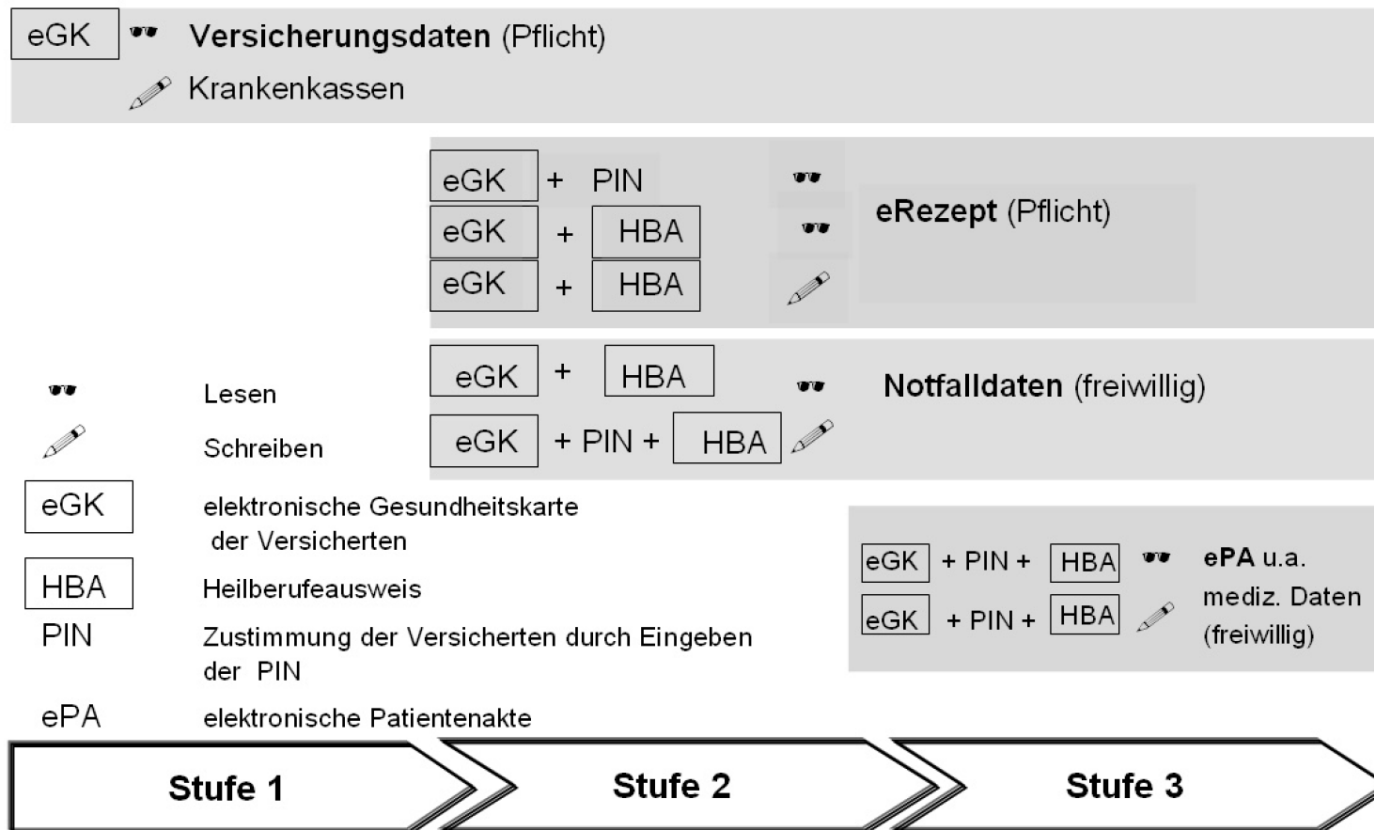 eGK Versicherungsdaten (Pflicht)
Krankenkassen
eGK + PIN
eGK + HBA
eGK + HBA
eRezept (Pflicht)
eGK + HBA
eGK + PIN + HBA
Notfalldaten (freiwillig)
Lesen
Schreiben
eGK elektronische Gesundheitskarte
der Versicherten
HBA Heilberufeausweis
PIN Zustimmung der Versicherten durch Eingeben
der PIN
ePA elektronische Patientenakte
eGK + PIN + HBA
eGK + PIN + HBA
ePA u.a.
mediz. Daten
(freiwillig)
Stufe 1
Stufe 2
Stufe 3